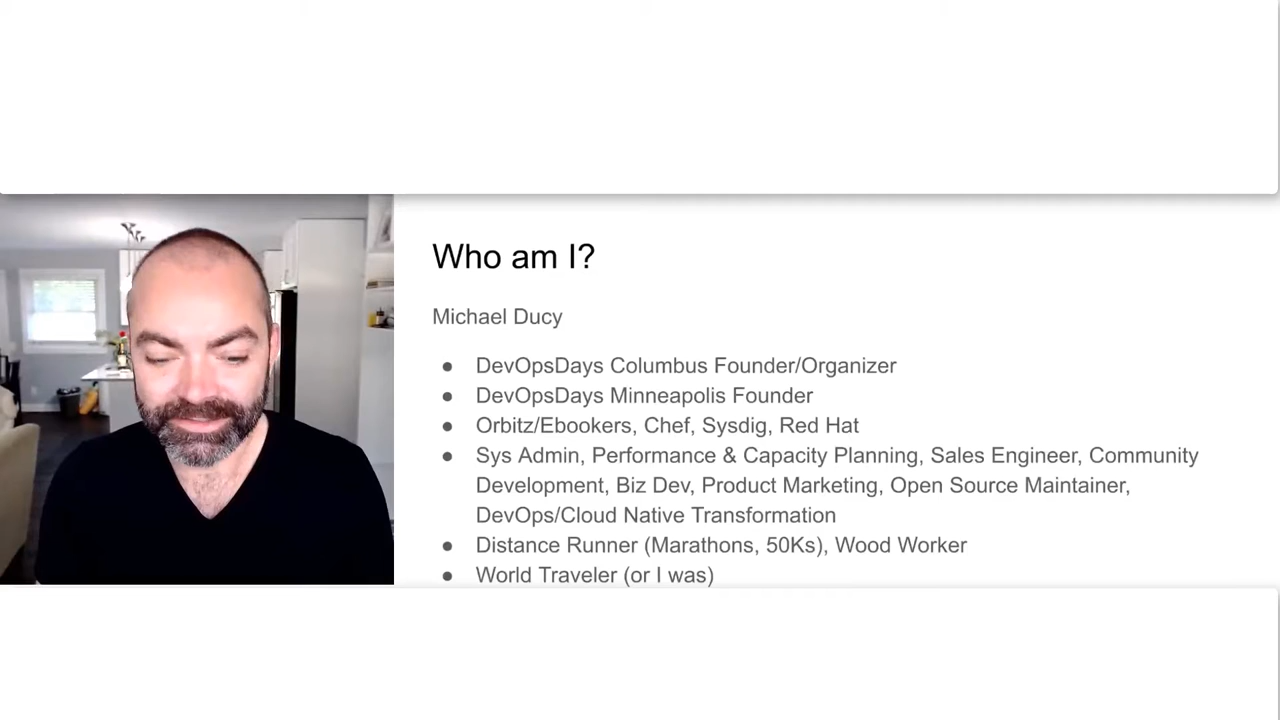 Who am I?
Michael Ducy
● DevOpsDays Columbus Founder/Organizer
● DevOpsDays Minneapolis Founder
● Orbitz/Ebookers, Chef, Sysdig, Red Hat
● Sys Admin, Performance & Capacity Planning, Sales Engineer, Community
Development, Biz Dev, Product Marketing, Open Source Maintainer,
DevOps/Cloud Native Transformation
● Distance Runner (Marathons, 50Ks), Wood Worker
● World Traveler (or I was)